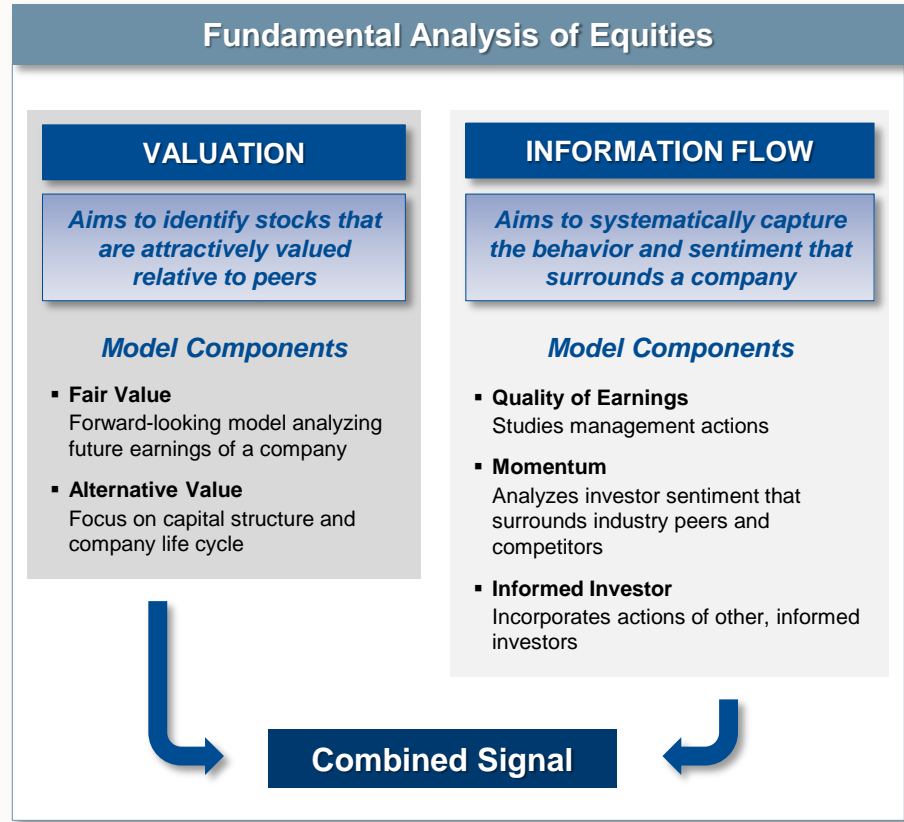 Fundamental Analysis of Equities
VALUATION
Aims to identify stocks that
are attractively valued
relative to peers
Model Components
▪ Fair Value
Forward-looking model analyzing
future earnings of a company
▪ Alternative Value
Focus on capital structure and
company life cycle
INFORMATION FLOW
Aims to systematically capture
the behavior and sentiment that
surrounds a company
Model Components
▪ Quality of Earnings
Studies management actions
▪ Momentum
Analyzes investor sentiment that
surrounds industry peers and
competitors
▪ Informed Investor
Incorporates actions of other, informed
investors
Combined Signal